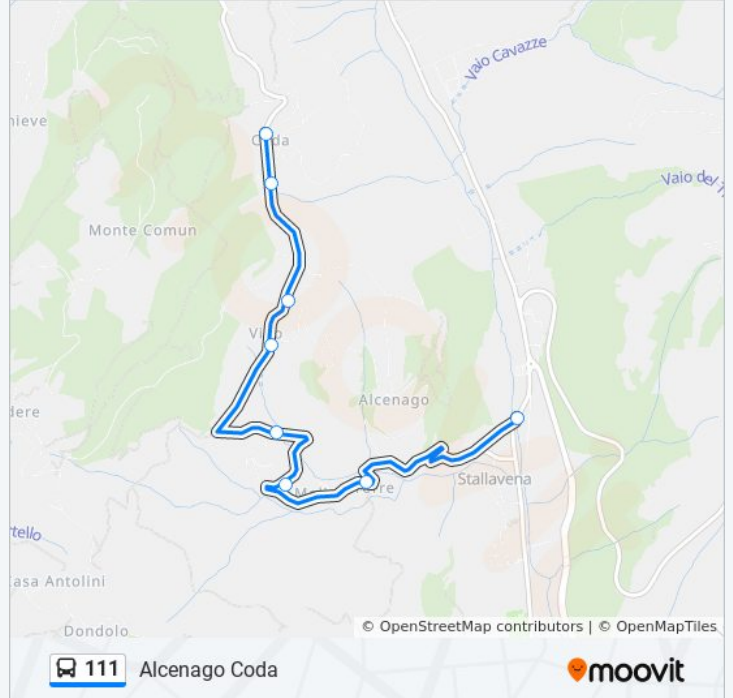 Vaio Cavazze
Coda
Vaio del
Monte Comun
Alcenago
Stallavena
Casa Antolini
Dondolo
© OpenStreetMap contributors | © OpenMapTiles
111 Alcenago Coda
moovit